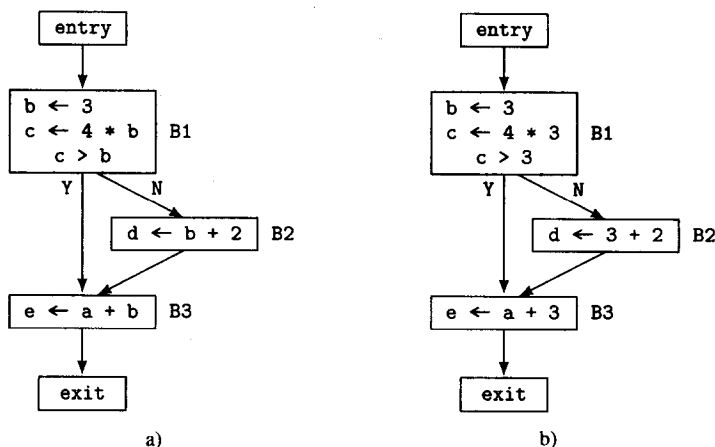 entry
b ← 3
c ← 4 * b
c > b
B1
Y
N
d ← b + 2
B2
e ← a + b
B3
exit
a)
entry
b ← 3
c ← 4 * 3
c > 3
B1
Y
N
d ← 3 + 2
B2
e ← a + 3
B3
exit
b)